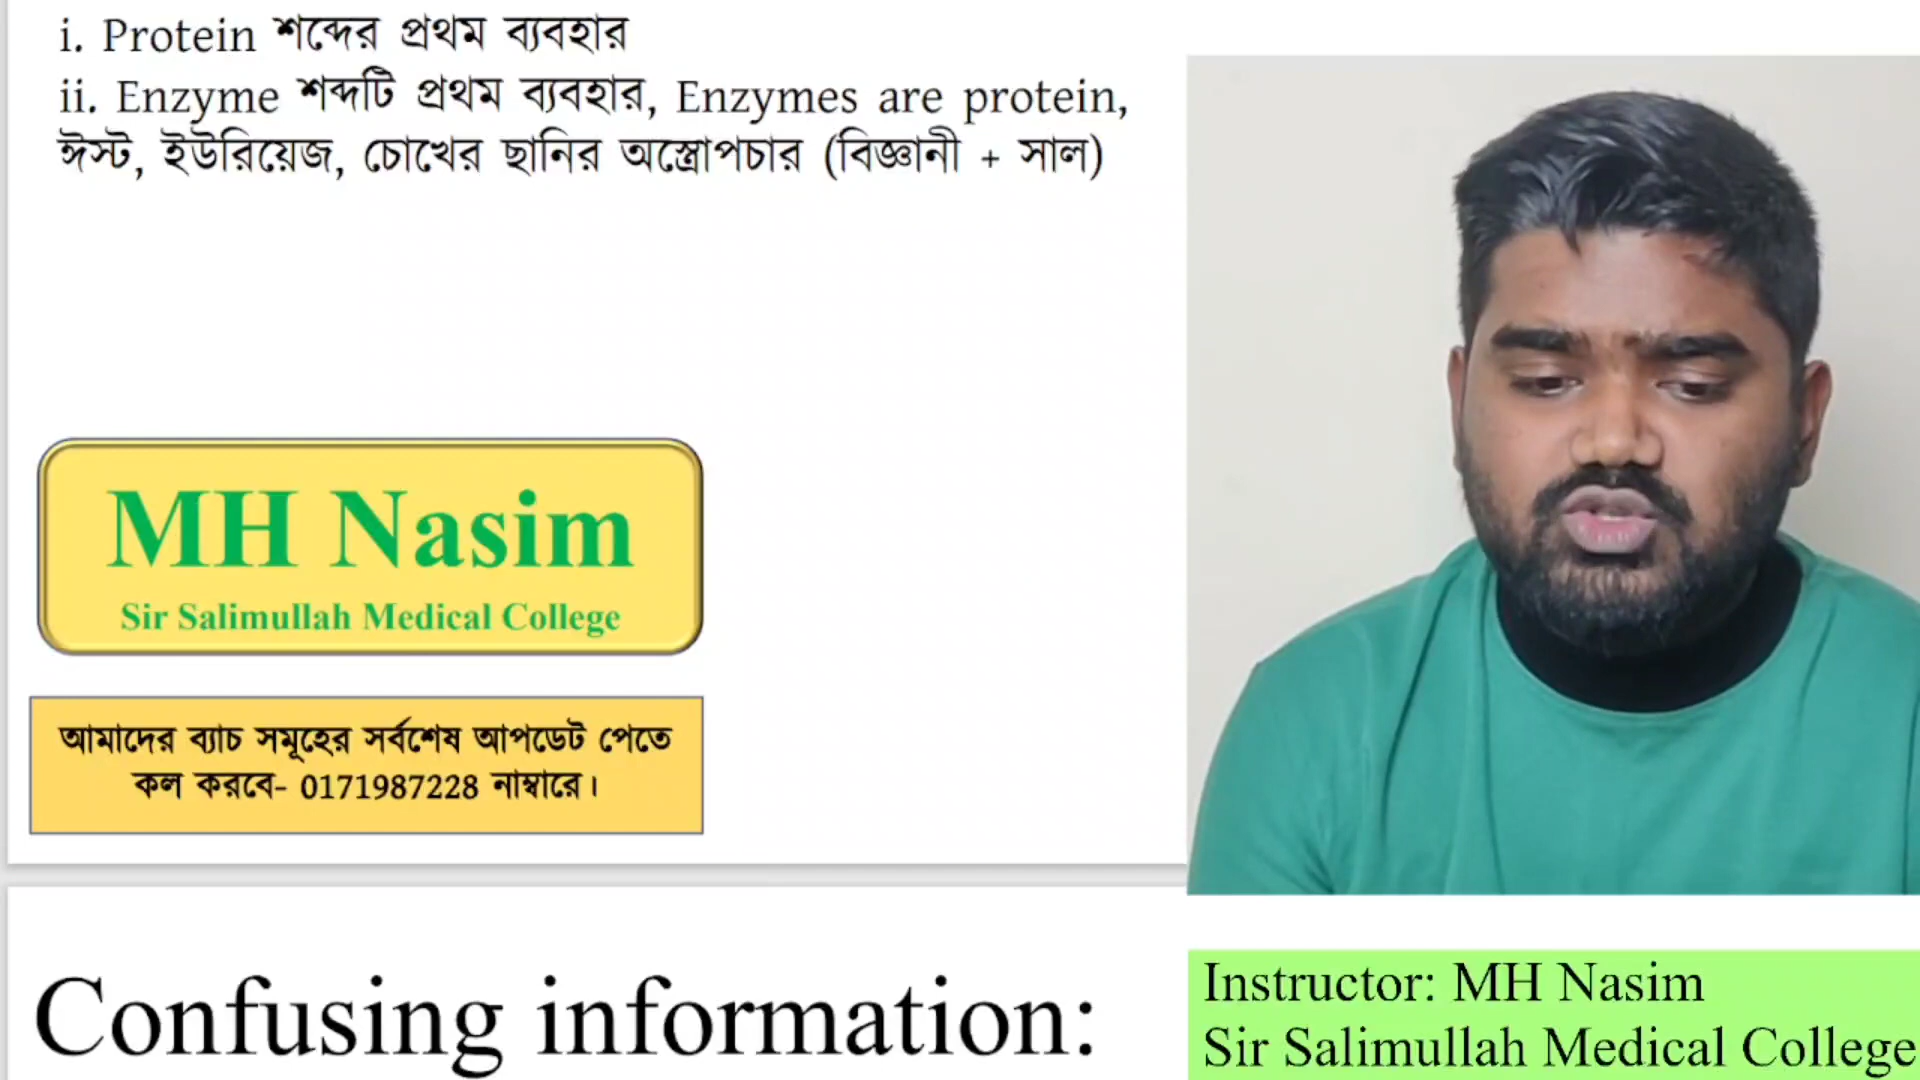 i. Protein শব্দের প্রথম ব্যবহার
ii. Enzyme শব্দটি প্রথম ব্যবহার, Enzymes are protein,
ঈস্ট, ইউরিয়েজ, চোখের ছানির অস্ত্রোপচার (বিজ্ঞানী + সাল)
MH Nasim
Sir Salimullah Medical College
আমাদের ব্যাচ সমূহের সর্বশেষ আপডেট পেতে
কল করবে- 0171987228 নাম্বারে।
Confusing information:
Instructor: MH Nasim
Sir Salimullah Medical College